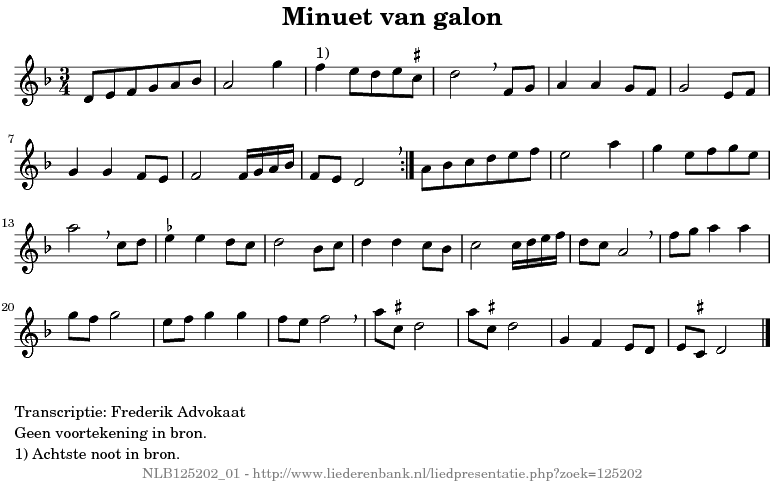 Minuet van galon
1)
7
13
20
Transcriptie: Frederik Advokaat
Geen voortekening in bron.
1) Achtste noot in bron.
NLB125202_01 - http://www.liederenbank.nl/liedpresentatie.php?zoek=125202